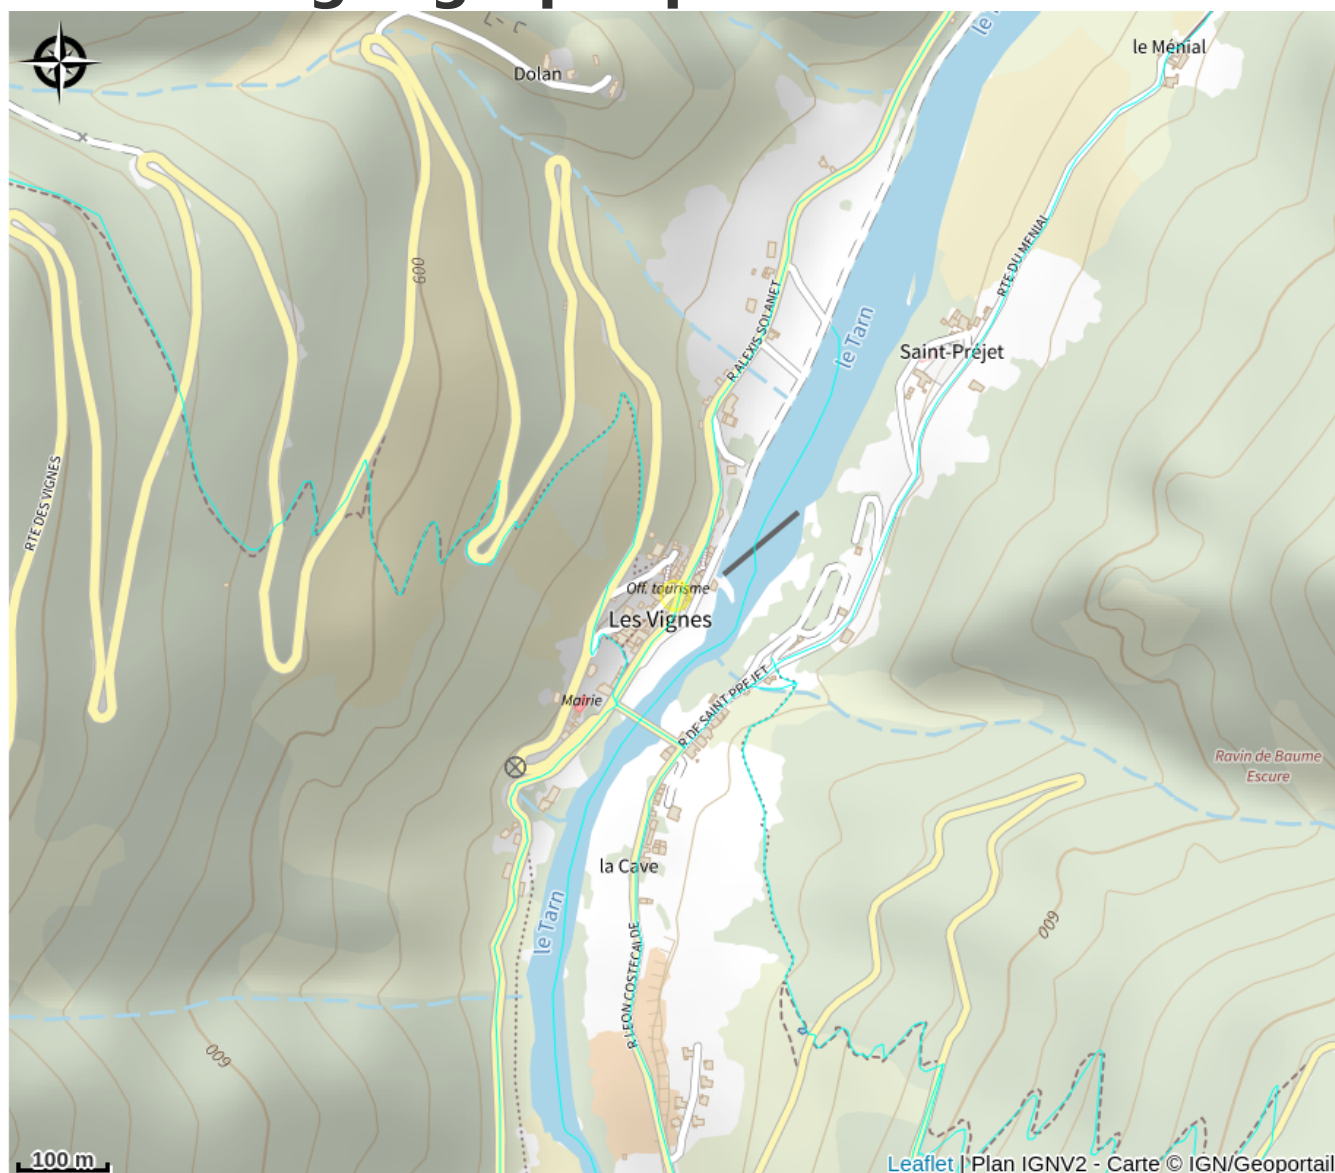 le Ménial
Dolan
RTE DU MENIAL
600
R ALEXIS SOLANET
le Tarn
Saint-Préjet
RTE DES VIGNES
Off. tourisme
Les Vignes
Mairie
R DE SAINT PREJET
Ravin de Baume
Escure
la Cave
le Tarn
600
R LEON COSTECALDE
600
100 m
Leaflet | Plan IGNV2 - Carte © IGN/Geoportail